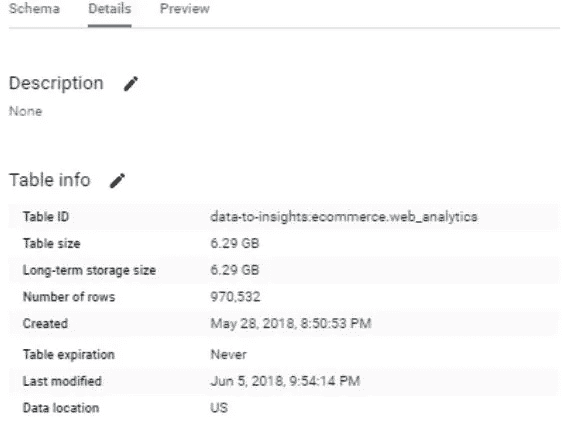 Schema Details Preview
Description
None
Table info
Table ID data-to-insights:ecommerce.web_analytics
Table size 6.29 GB
Long-term storage size 6.29 GB
Number of rows 970,532
Created May 28, 2018, 8:50:53 PM
Table expiration Never
Last modified Jun 5, 2018, 9:54:14 PM
Data location US